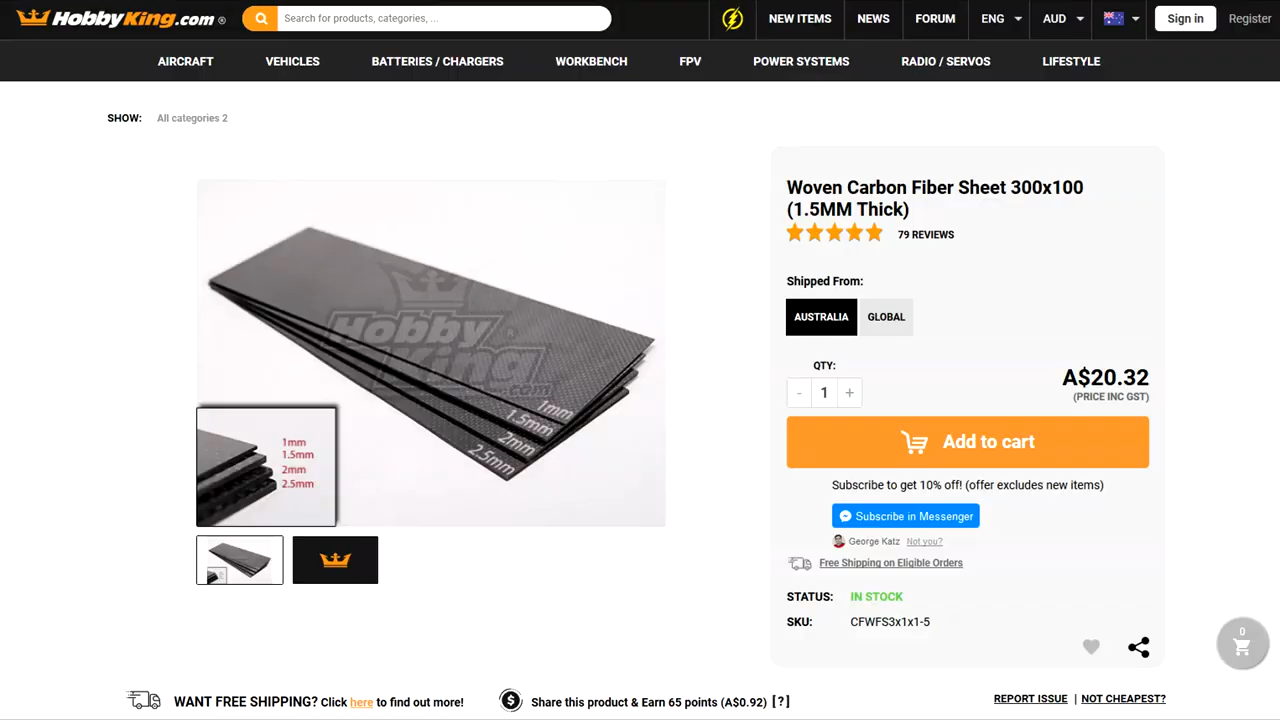 HobbyKing.com ®
Search for products, categories, ...
NEW ITEMS
NEWS
FORUM
ENG
AUD
Sign in
Register
AIRCRAFT
VEHICLES
BATTERIES / CHARGERS
WORKBENCH
FPV
POWER SYSTEMS
RADIO / SERVOS
LIFESTYLE
SHOW:
All categories 2
Hobby
King
.com
1mm
1.5mm
2mm
2.5mm
1mm
1.5mm
2mm
2.5mm
Woven Carbon Fiber Sheet 300x100
(1.5MM Thick)
79 REVIEWS
Shipped From:
AUSTRALIA
GLOBAL
QTY:
- 1 +
A$20.32
(PRICE INC GST)
Add to cart
Subscribe to get 10% off! (offer excludes new items)
Subscribe in Messenger
George Katz Not you?
Free Shipping on Eligible Orders
STATUS: IN STOCK
SKU: CFWFS3x1x1-5
0
WANT FREE SHIPPING? Click here to find out more!
Share this product & Earn 65 points (A$0.92) [?]
REPORT ISSUE | NOT CHEAPEST?